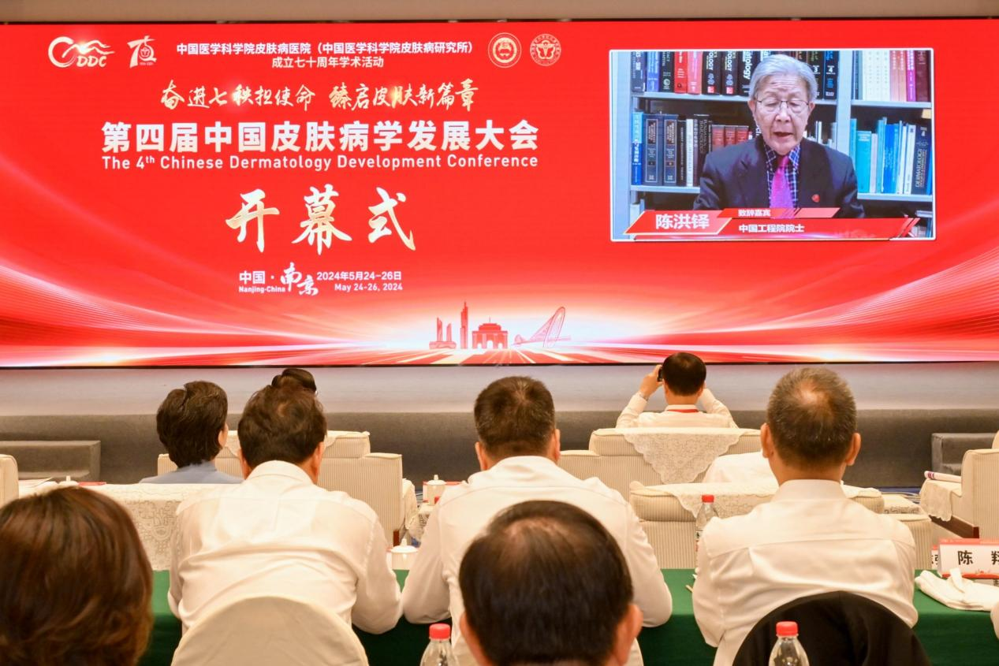 CDDC
中国医学科学院皮肤病医院（中国医学科学院皮肤病研究所）
成立七十周年学术活动
奋进七秩担使命 臻启皮肤新篇章
第四届中国皮肤病学发展大会
The 4th Chinese Dermatology Development Conference
开幕式
中国·南京
Nanjing·China
2024年5月24-26日
May 24-26, 2024
致辞嘉宾
陈洪铎
中国工程院院士
DERMATOLOGY
陈 翔